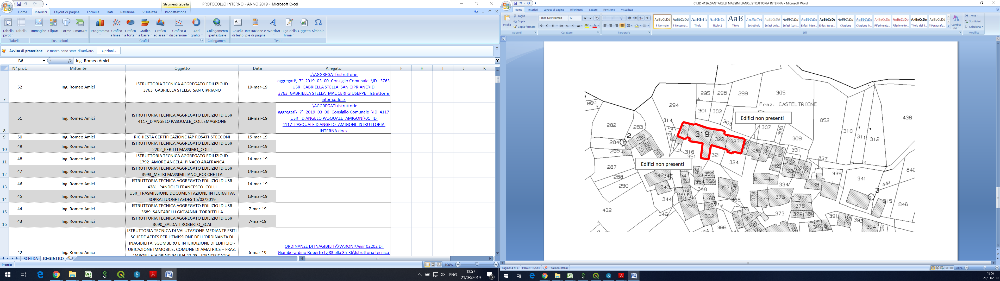 Strumenti tabella
PROTOCOLLO INTERNO - ANNO 2019 - Microsoft Excel
Home Inserisci Layout di pagina Formule Dati Revisione Visualizza Progettazione
Tabella pivot Tabella Immagine ClipArt Forme SmartArt Istogramma Grafico a linee Grafico a torta Grafico a barre Grafico ad area Grafico a dispersione Altri grafici Collegamento ipertestuale Casella di testo Intestazione e piè di pagina WordArt Riga della firma Oggetto Simbolo
Tabelle Illustrazioni Grafici Collegamenti Testo
Avviso di protezione Le macro sono state disattivate. Opzioni...
B6 fx Ing. Romeo Amici
N° prot. Mittente Oggetto Data Allegato F H I J K
7 52 Ing. Romeo Amici
ISTRUTTORIA TECNICA AGGREGATO EDILIZIO ID
3763_GABRIELLA STELLA_SAN CIPRIANO
19-mar-19
..\AGGREGATI\istruttorie
aggregati\_7°_2019_03_00_Consiglio Comunale_\ID_ 3763
USR_GABRIELLA STELLA_SAN CIPRIANO\ID
3763_GABRIELLA STELLA_MAUCERI GIUSEPPE_ Istruttoria
interna.docx
8 51 Ing. Romeo Amici
ISTRUTTORIA TECNICA AGGREGATO EDILIZIO ID USR
4117_D'ANGELO PASQUALE_COLLEMAGRONE
18-mar-19
..\AGGREGATI\istruttorie
aggregati\_7°_2019_03_00_Consiglio Comunale_\ID_4117
USR_ D'ANGELO PASQUALE_AMIGONI\01_ID
4117_PASQUALE D'ANGELO_AMIGONI_ISTRUTTORIA
INTERNA.docx
9 50 Ing. Romeo Amici RICHIESTA CERTIFICAZIONE IAP ROSATI-STECCONI 15-mar-19
10 49 Ing. Romeo Amici
ISTRUTTORIA TECNICA AGGREGATO EDILIZIO ID USR
2202_PERILLI MASSIMO_COLLI
15-mar-19
11 48 Ing. Romeo Amici
ISTRUTTORIA TECNICA AGGREGATO EDILIZIO ID
1792_AMORE ANGELA_PINACO ARAFRANCA
14-mar-19
12 47 Ing. Romeo Amici
ISTRUTTORIA TECNICA AGGREGATO EDILIZIO ID USR
3993_METRI MASSIMILIANO_ROCCHETTA
14-mar-19
13 46 Ing. Romeo Amici
ISTRUTTORIA TECNICA AGGREGATO EDILIZIO ID USR
4281_PANDOLFI FRANCESCO_COLLI
14-mar-19
14 45 Ing. Romeo Amici
USR_TRASMISSIONE DOCUMENTAZIONE INTEGRATIVA
SOPRALLUOGHI AEDES 15/03/2019
13-mar-19
15 44 Ing. Romeo Amici
ISTRUTTORIA TECNICA AGGREGATO EDILIZIO ID USR
3689_SANTARELLI GIOVANNI_TORRITELLA
7-mar-19
16 43 Ing. Romeo Amici
ISTRUTTORIA TECNICA AGGREGATO EDILIZIO ID USR
3690_SALDATI ROBERTO_SCAI
7-mar-19
42 Ing. Romeo Amici
ISTRUTTORIA TECNICA DI VALUTAZIONE MEDIANTE ESITI
SCHEDE AEDES PER L'EMISSIONE DELL'ORDINANZA DI
INAGIBILITÀ, SGOMBERO E INTERDIZIONE DI EDIFICIO -
UBICAZIONE IMMOBILE: COMUNE DI AMATRICE – FRAZ.
VARONI, VIA PRINCIPALE N.27-28 - IDENTIFICATIVI
6-mar-19
ORDINANZE DI INAGIBILITÀ\VARONI\Aggr 02202 Di
Giamberardino Roberto fg 83 plla 35-36\Istruttoria tecnica
SCHEDA REGISTRO
Pronto 100%
ENG 13:57
21/03/2019
3
01_ID 4126_SANTARELLI MASSIMILIANO_ISTRUTTORIA INTERNA - Microsoft Word
Home Inserisci Layout di pagina Riferimenti Lettere Revisione Visualizza
Incolla Taglia Copia Copia formato
Times New Roman 12
AaBbCcDd AaBbCcDd AaBbC AaBbCc AaB AaBbCc AaBbCcDd AaBbCcDd AaBbCcDd AaBbCcDd AaBbCcDd AaBbCcDd AaBbCcDd AaBbCcDd AaBbCcDd AaBbCcDd
¶ Normale ¶ Nessuna ... Titolo 1 Titolo 2 Titolo Sottotitolo Enfasi delic... Enfasi (cors... Enfasi inten... Enfasi (gras... Citazione Citazione in... Riferimento... Riferimento... Titolo del li... ¶ Paragrafo...
Cambia stili Trova Sostituisci Seleziona
Appunti Carattere Paragrafo Stili Modifica
860 294 295 298 299 305
Fraz. CASTELTRIONE
301 302 303 307 308 309 852 310 311 312 438
Edifici non presenti
282 283 314 315 317 319 322 323 325 326 328 329 331
2 284 285 286 291 292 293 316 351 321 324
Edifici non presenti
287 288 290 342 345 343 344 346 349 347 397 353 354 355 356 348 357 358
332 333 335 336 337 965 334 338 339 341 441 840
B 3 815 846
432 359 360 362 366 368 374 375 376 377 378 379 380 373 369 408 372
391 392 393 394 387 388
Pagina: 4 di 4 Parole: 18/513 Italiano (Italia) 200%
13:57
21/03/2019